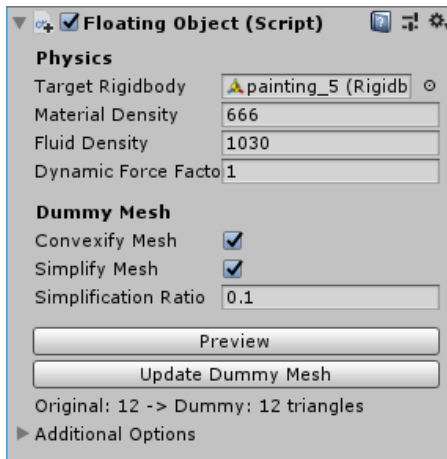 Floating Object (Script)
Physics
Target Rigidbody painting_5 (Rigidb
Material Density 666
Fluid Density 1030
Dynamic Force Facto 1
Dummy Mesh
Convexify Mesh
Simplify Mesh
Simplification Ratio 0.1
Preview
Update Dummy Mesh
Original: 12 -> Dummy: 12 triangles
Additional Options